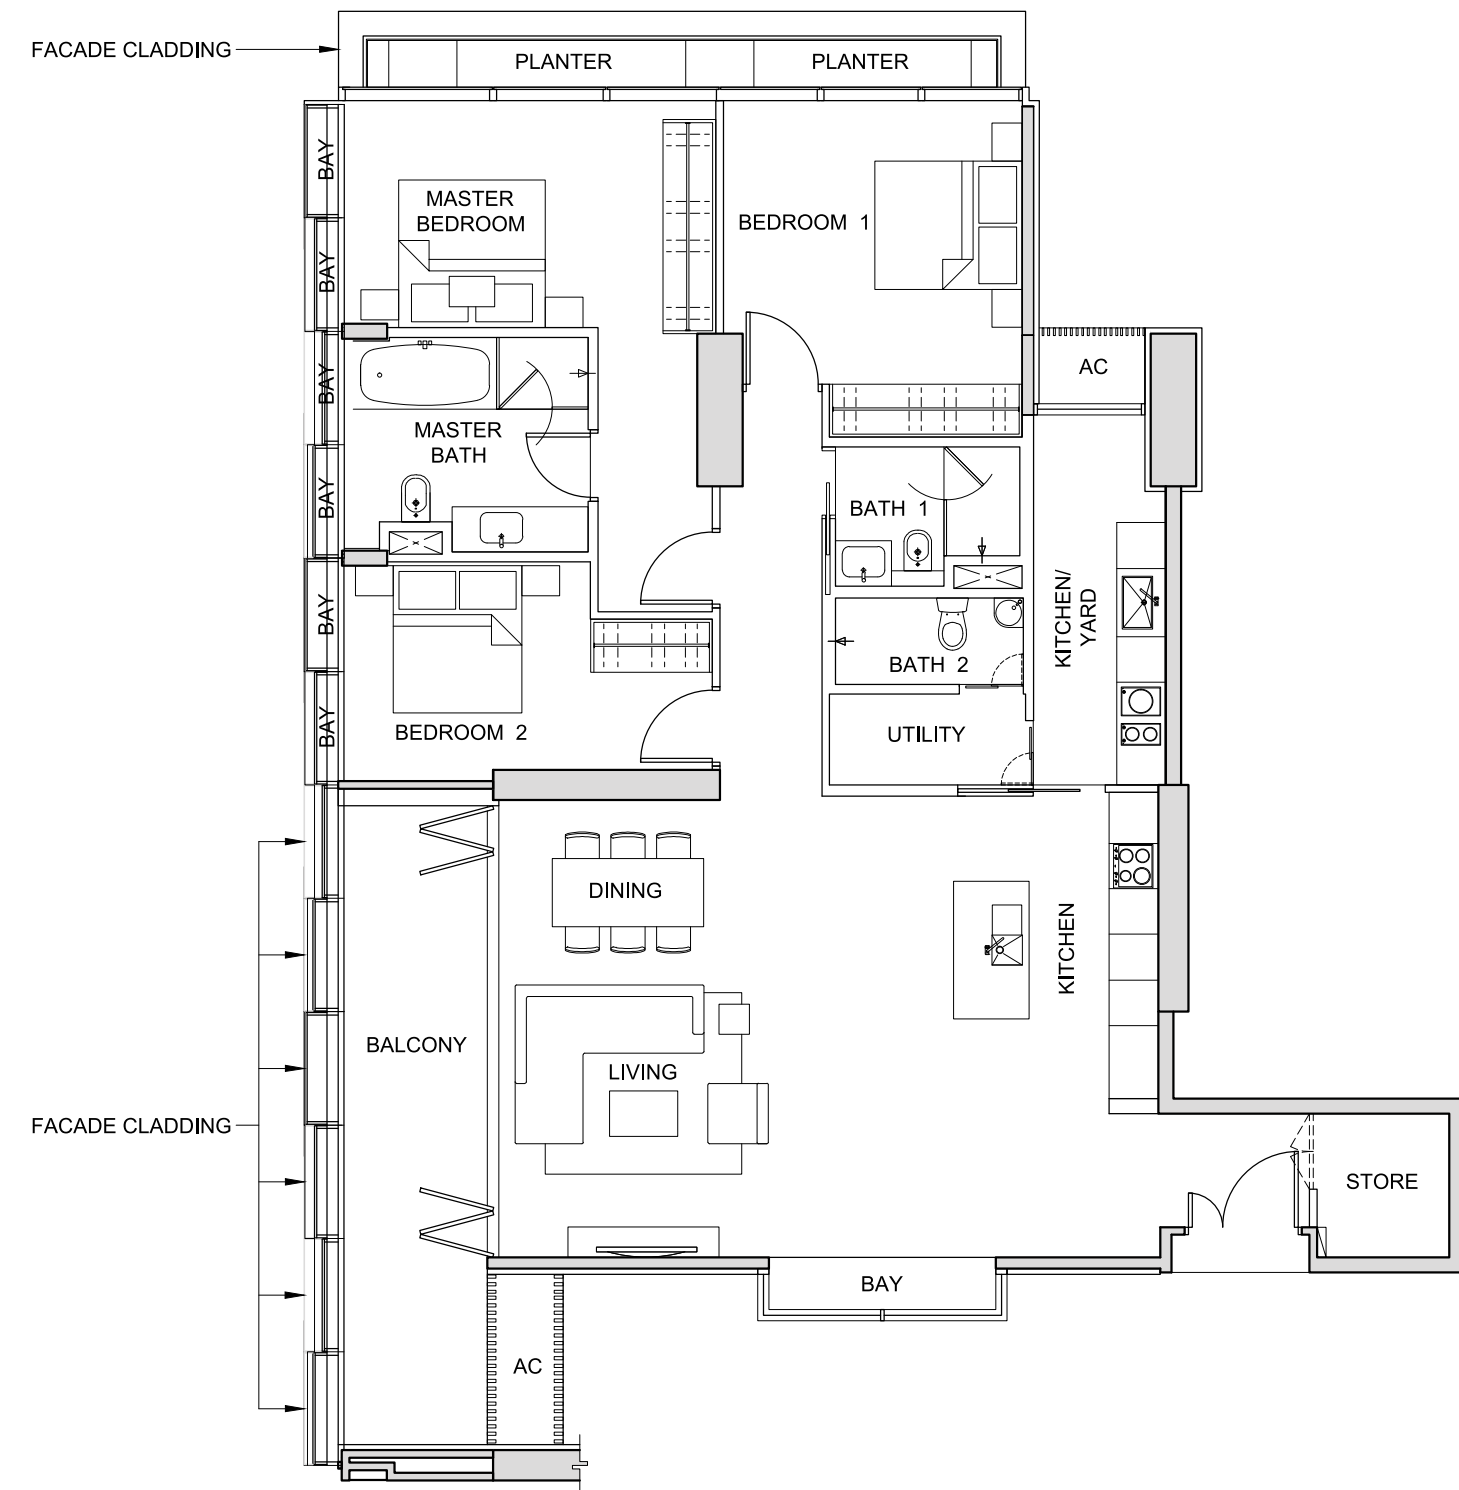 FACADE CLADDING
PLANTER
PLANTER
BAY
MASTER
BEDROOM
BEDROOM 1
BAY
BAY
AC
MASTER
BATH
BAY
BATH 1
BAY
KITCHEN/
YARD
BATH 2
BEDROOM 2
BAY
UTILITY
DINING
KITCHEN
BALCONY
LIVING
FACADE CLADDING
STORE
BAY
AC